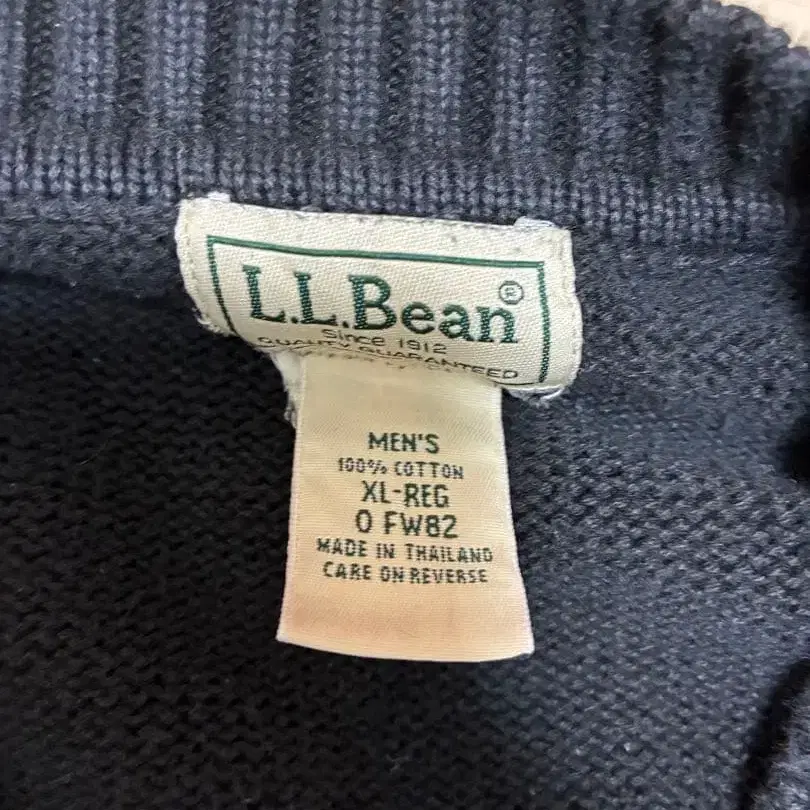 L.L.Bean®
Since 1912
QUALITY GUARANTEED
MEN'S
100% COTTON
XL-REG
0 FW82
MADE IN THAILAND
CARE ON REVERSE